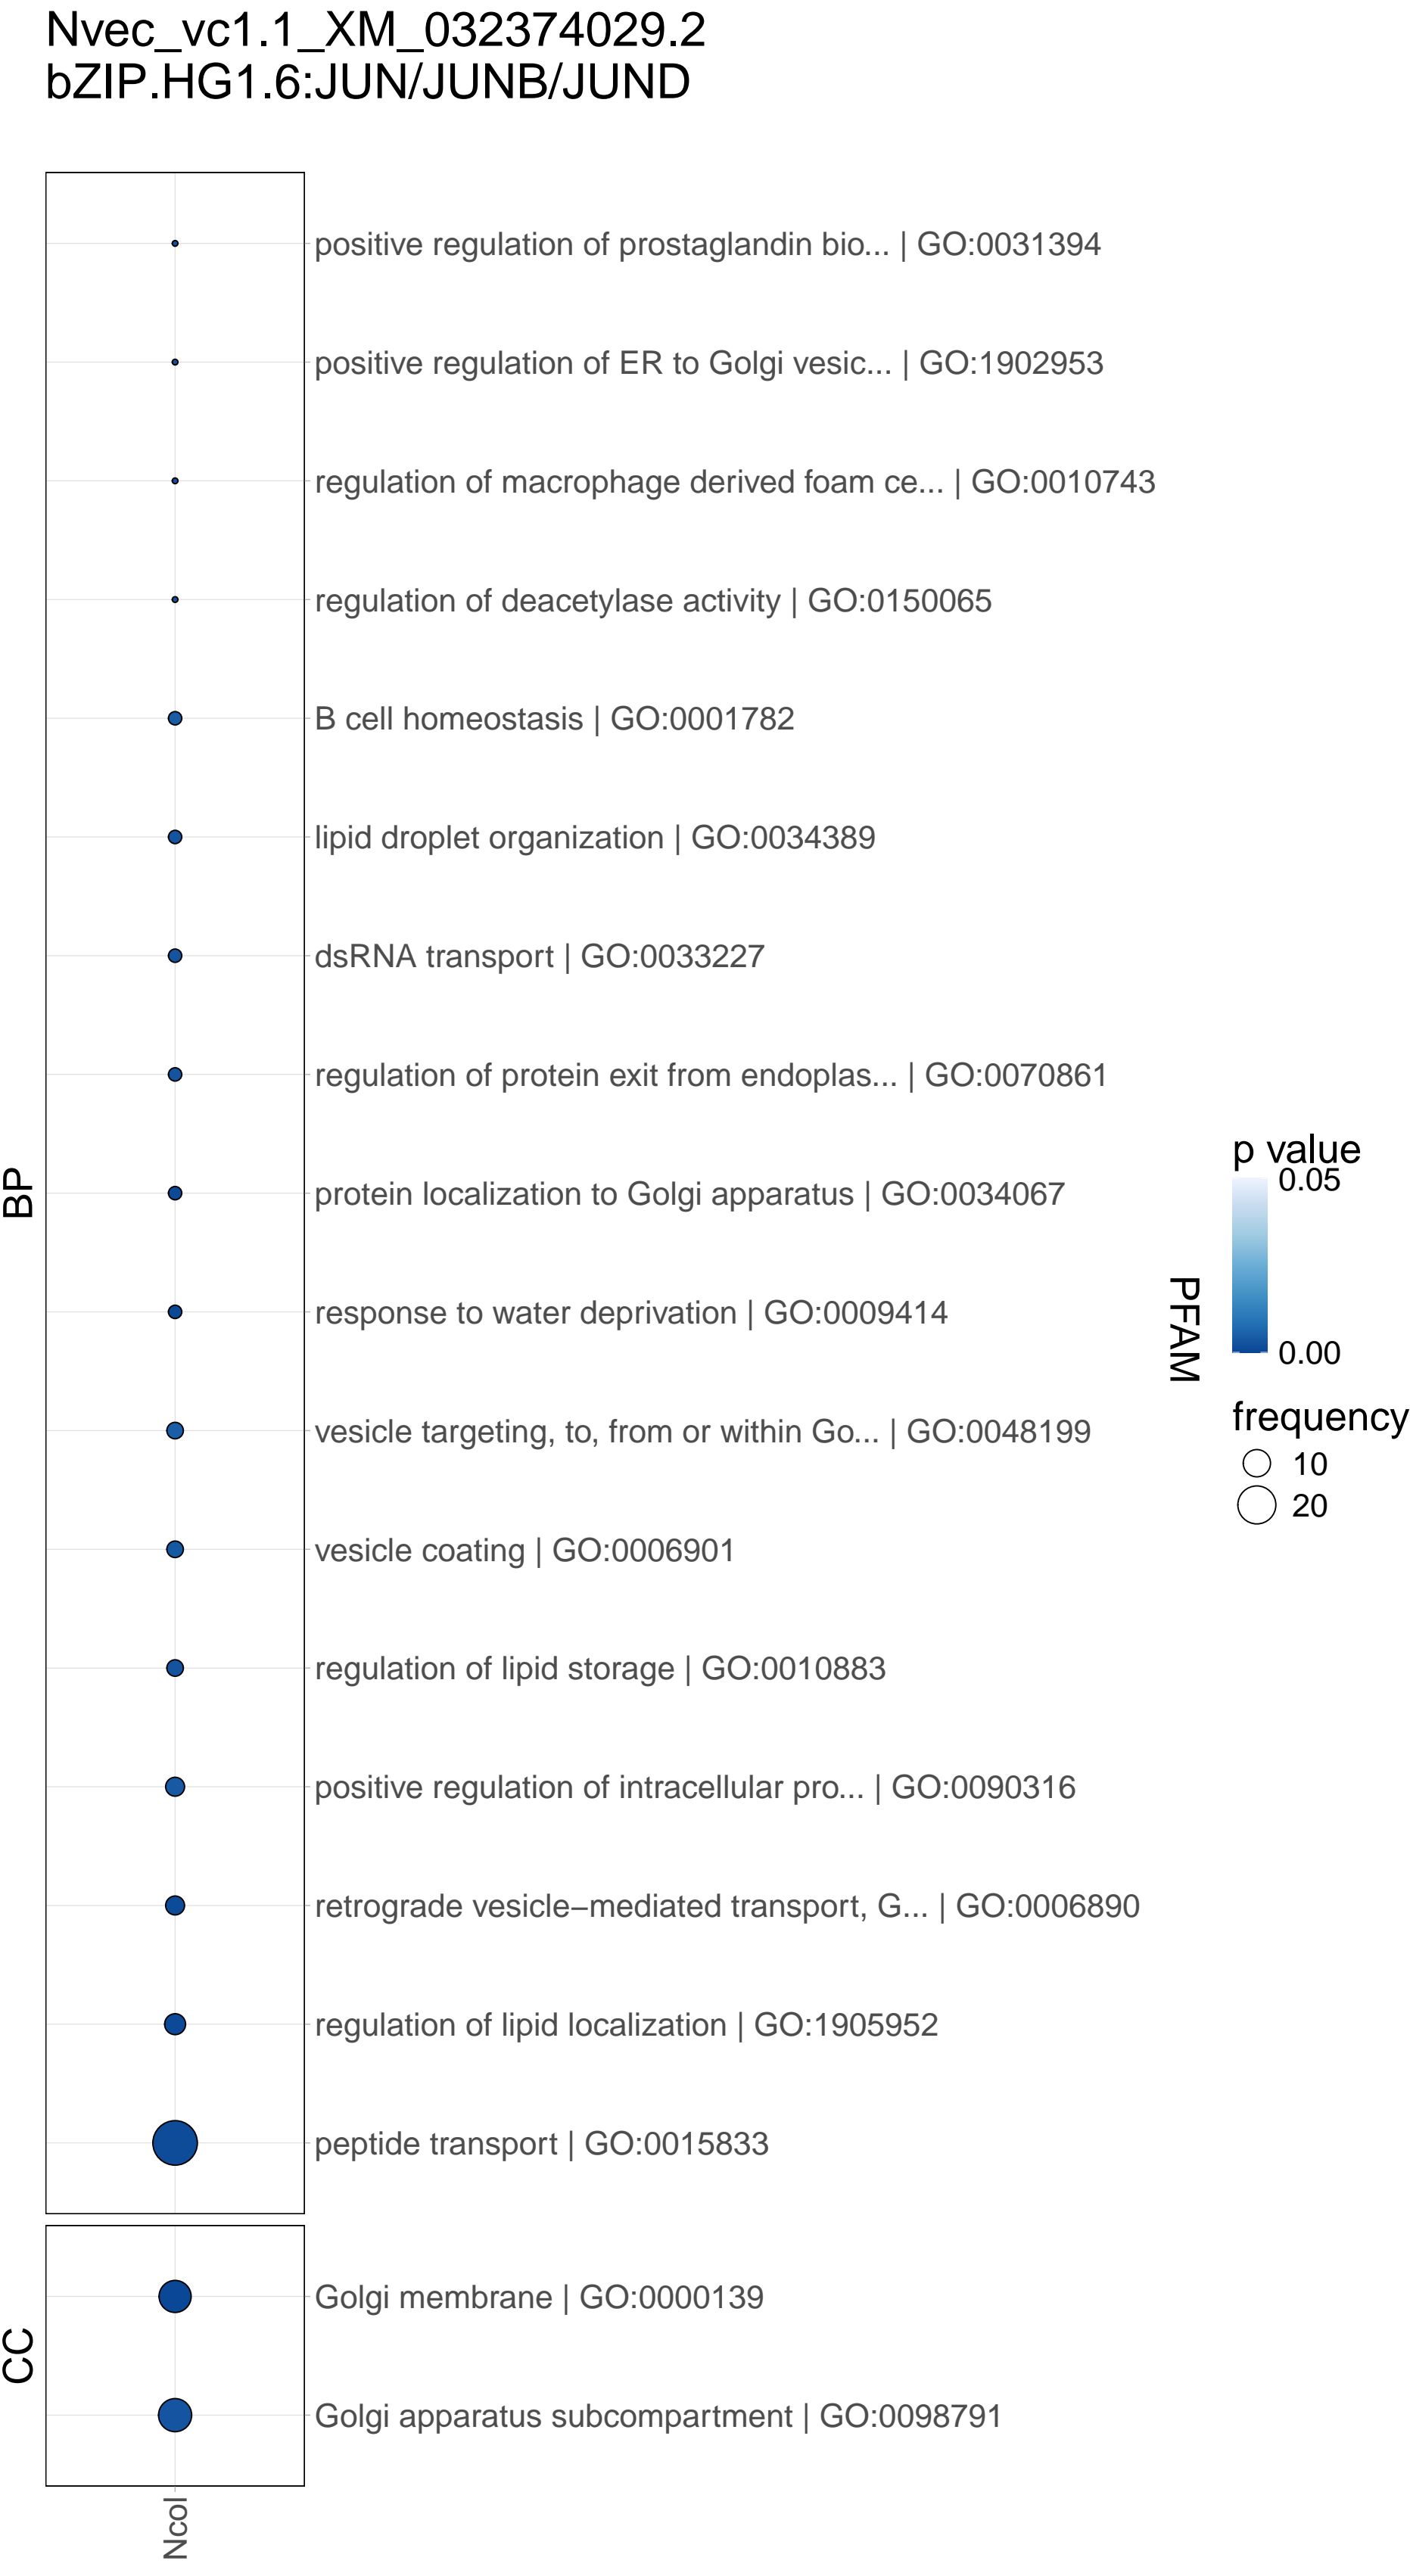 Nvec_vc1.1_XM_032374029.2
bZIP.HG1.6:JUN/JUNB/JUND
BP
positive regulation of prostaglandin bio... | GO:0031394
positive regulation of ER to Golgi vesic... | GO:1902953
regulation of macrophage derived foam ce... | GO:0010743
regulation of deacetylase activity | GO:0150065
B cell homeostasis | GO:0001782
lipid droplet organization | GO:0034389
dsRNA transport | GO:0033227
regulation of protein exit from endoplas... | GO:0070861
protein localization to Golgi apparatus | GO:0034067
response to water deprivation | GO:0009414
vesicle targeting, to, from or within Go... | GO:0048199
vesicle coating | GO:0006901
regulation of lipid storage | GO:0010883
positive regulation of intracellular pro... | GO:0090316
retrograde vesicle−mediated transport, G... | GO:0006890
regulation of lipid localization | GO:1905952
peptide transport | GO:0015833
CC
Golgi membrane | GO:0000139
Golgi apparatus subcompartment | GO:0098791
Ncol
PFAM
p value
0.05
0.00
frequency
10
20